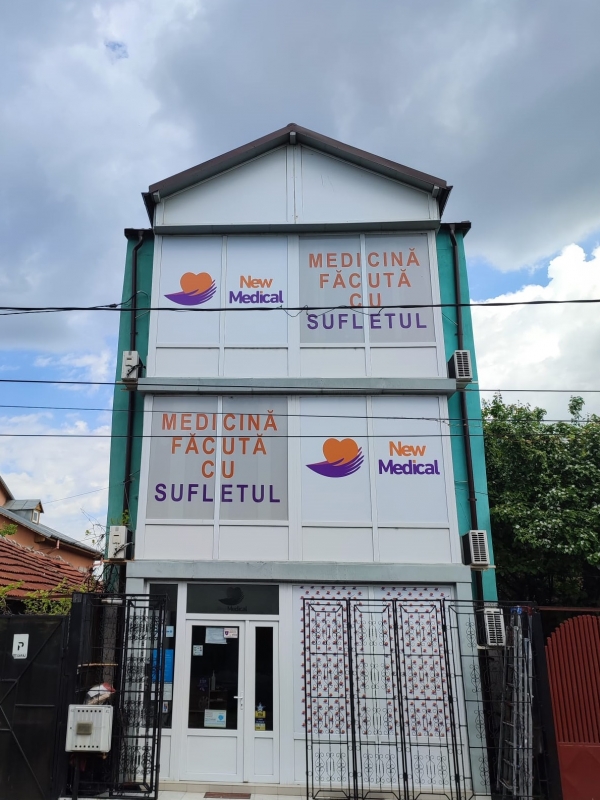 New
Medical
MEDICINĂ
FĂCUTĂ
CU
SUFLETUL
MEDICINĂ
FĂCUTĂ
CU
SUFLETUL
New
Medical
P